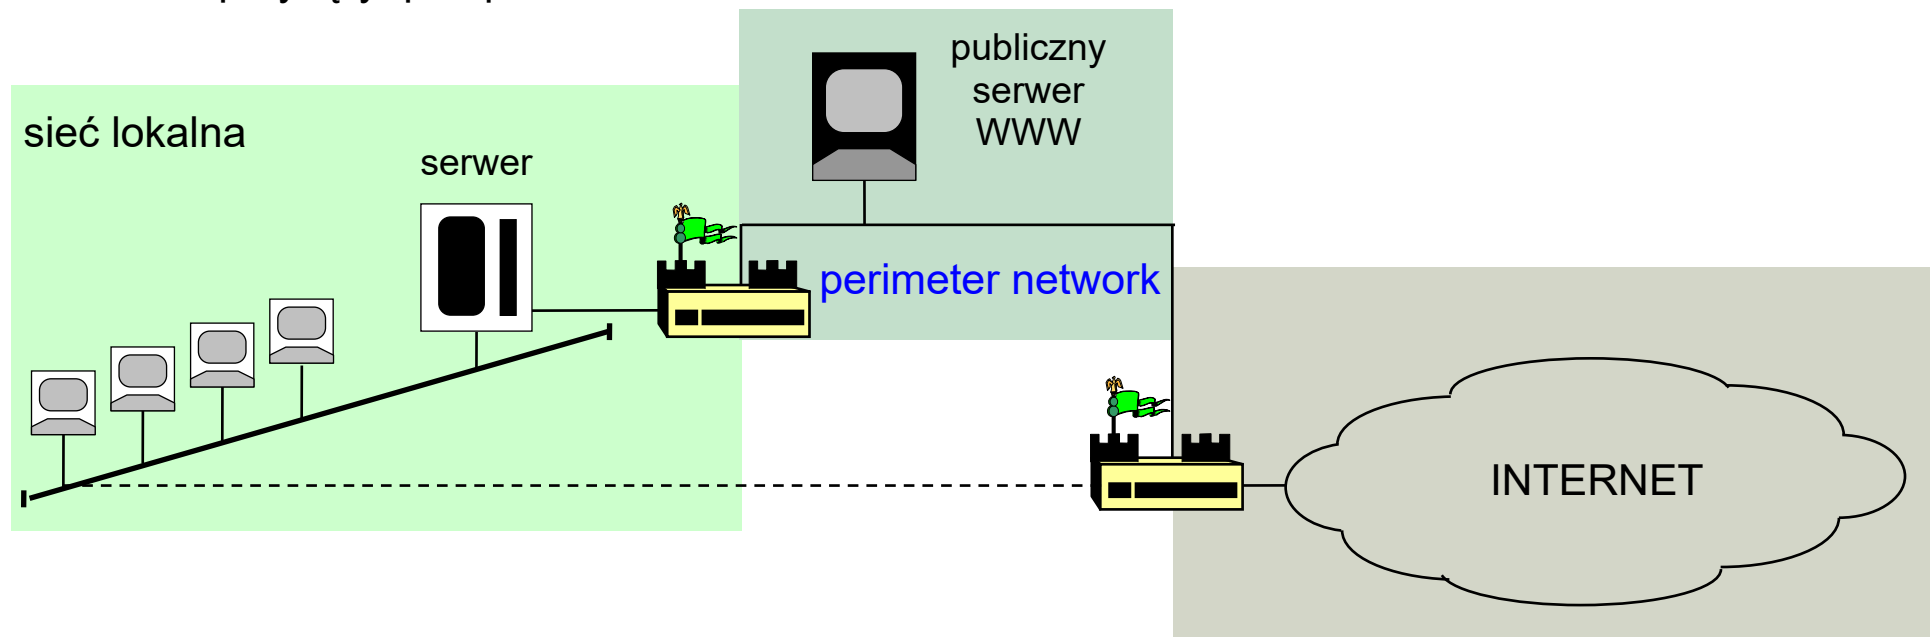 publiczny
serwer
WWW
sieć lokalna
serwer
perimeter network
INTERNET